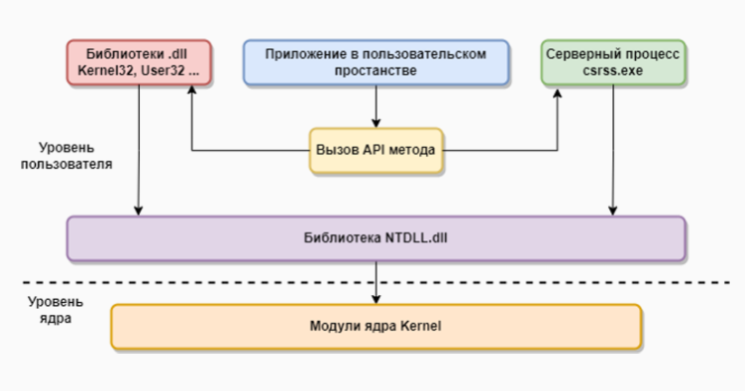 Библиотеки .dll
Kernel32, User32 ...
Приложение в пользовательском
простанстве
Серверный процесс
csrss.exe
Вызов API метода
Уровень
пользователя
Библиотека NTDLL.dll
Уровень
ядра
Модули ядра Kernel